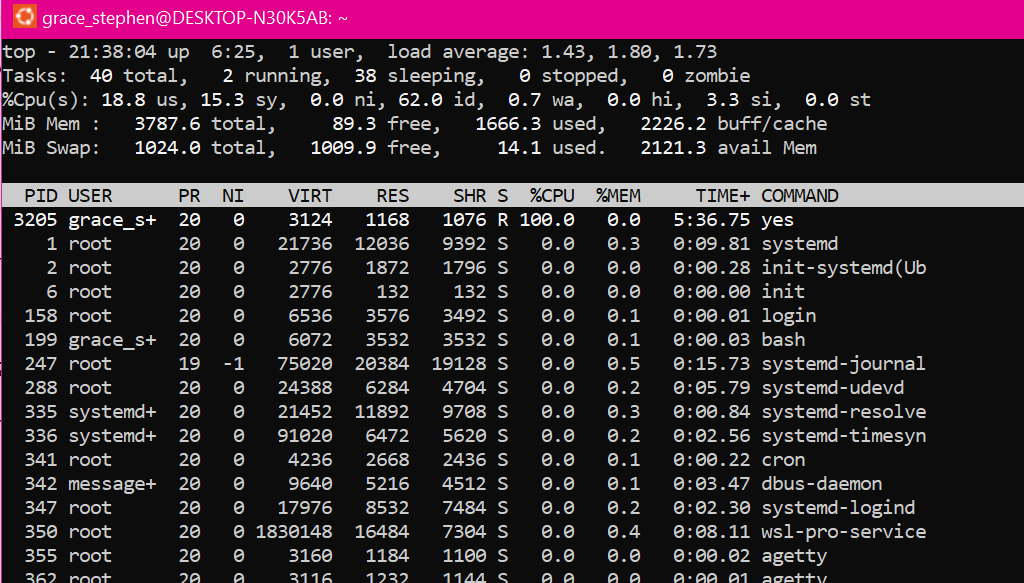 grace_stephen@DESKTOP-N30K5AB: ~
top - 21:38:04 up  6:25,  1 user,  load average: 1.43, 1.80, 1.73
Tasks:  40 total,   2 running,  38 sleeping,   0 stopped,   0 zombie
%Cpu(s): 18.8 us, 15.3 sy,  0.0 ni, 62.0 id,  0.7 wa,  0.0 hi,  3.3 si,  0.0 st
MiB Mem :   3787.6 total,     89.3 free,   1666.3 used,   2226.2 buff/cache
MiB Swap:   1024.0 total,   1009.9 free,     14.1 used.   2121.3 avail Mem
PID USER      PR  NI    VIRT    RES    SHR S  %CPU  %MEM     TIME+ COMMAND
3205 grace_s+  20   0    3124   1168   1076 R 100.0   0.0   5:36.75 yes
1 root      20   0   21736  12036   9392 S   0.0   0.3   0:09.81 systemd
2 root      20   0    2776   1872   1796 S   0.0   0.0   0:00.28 init-systemd(Ub
6 root      20   0    2776    132    132 S   0.0   0.0   0:00.00 init
158 root      20   0    6536   3576   3492 S   0.0   0.1   0:00.01 login
199 grace_s+  20   0    6072   3532   3532 S   0.0   0.1   0:00.03 bash
247 root      19  -1   75020  20384  19128 S   0.0   0.5   0:15.73 systemd-journal
288 root      20   0   24388   6284   4704 S   0.0   0.2   0:05.79 systemd-udevd
335 systemd+  20   0   21452  11892   9708 S   0.0   0.3   0:00.84 systemd-resolve
336 systemd+  20   0   91020   6472   5620 S   0.0   0.2   0:02.56 systemd-timesyn
341 root      20   0    4236   2668   2436 S   0.0   0.1   0:00.22 cron
342 message+  20   0    9640   5216   4512 S   0.0   0.1   0:03.47 dbus-daemon
347 root      20   0   17976   8532   7484 S   0.0   0.2   0:02.30 systemd-logind
350 root      20   0 1830148  16484   7304 S   0.0   0.4   0:08.11 wsl-pro-service
355 root      20   0    3160   1184   1100 S   0.0   0.0   0:00.02 agetty
362 root      20   0    3116   1232   1144 S   0.0   0.0   0:00.01 agetty